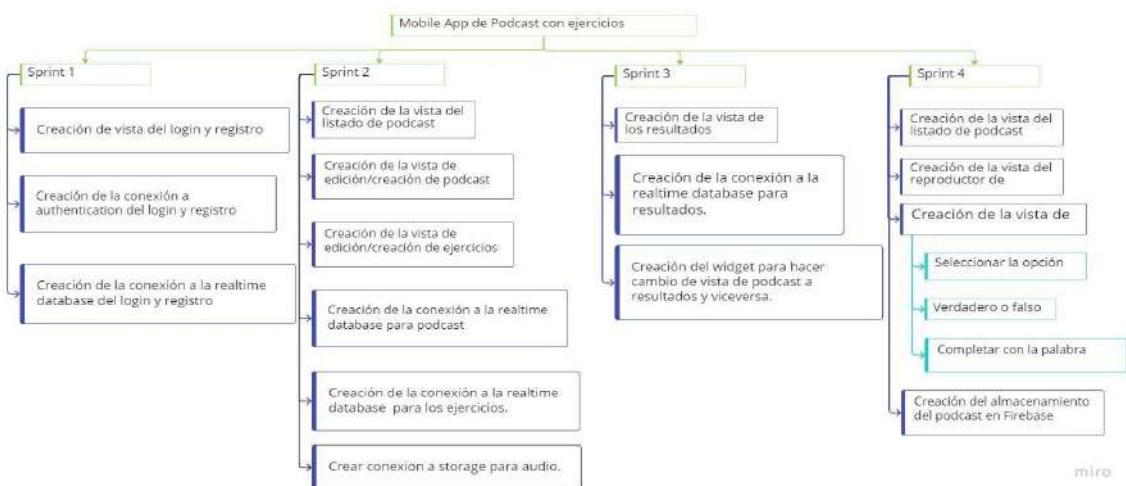 Mobile App de Podcast con ejercicios
Sprint 1
Creación de vista del login y registro
Creación de la conexión a
authentication del login y registro
Creación de la conexión a la realtime
database del login y registro
Sprint 2
Creación de la vista del
listado de podcast
Creación de la vista de
edición/creación de podcast
Creación de la vista de
edición/creación de ejercicios
Creación de la conexión a la realtime
database para podcast
Creación de la conexión a la realtime
database para los ejercicios.
Crear conexion a storage para audio.
Sprint 3
Creación de la vista de
los resultados
Creación de la conexión a la
realtime database para
resultados.
Creación del widget para hacer
cambio de vista de podcast a
resultados y viceversa.
Sprint 4
Creación de la vista del
listado de podcast
Creación de la vista del
reproductor de
Creación de la vista de
Seleccionar la opción
Verdadero o falso
Completar con la palabra
Creación del almacenamiento
del podcast en Firebase
miro